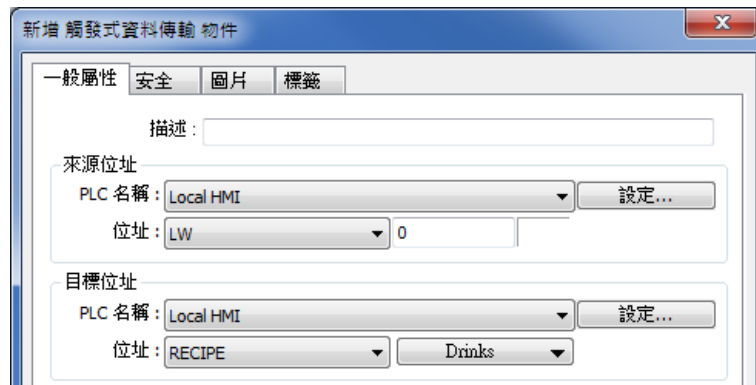 新增 觸發式資料傳輸 物件
一般屬性 安全 圖片 標籤
描述 :
來源位址
PLC 名稱 : Local HMI 設定...
位址 : LW 0
目標位址
PLC 名稱 : Local HMI 設定...
位址 : RECIPE Drinks